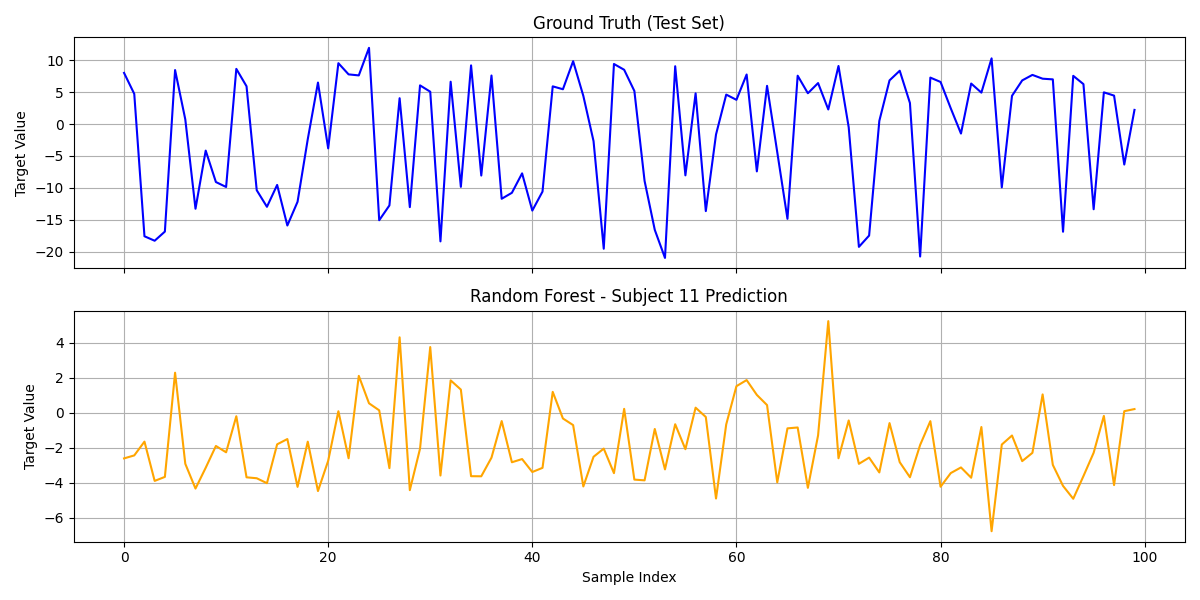 Ground Truth (Test Set)
10
5
0
−5
−10
−15
−20
Target Value
Random Forest - Subject 11 Prediction
4
2
0
−2
−4
−6
Target Value
0 20 40 60 80 100
Sample Index